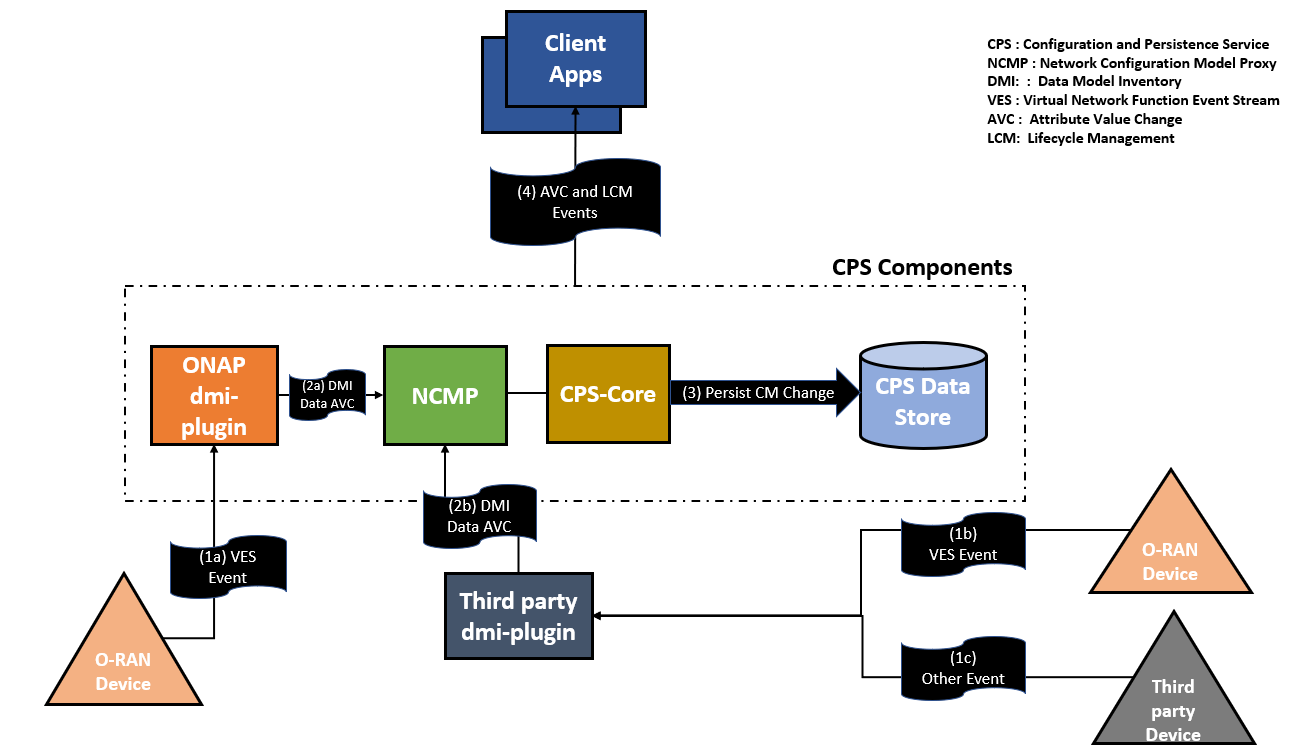 Client
Apps
CPS : Configuration and Persistence Service
NCMP : Network Configuration Model Proxy
DMI: : Data Model Inventory
VES : Virtual Network Function Event Stream
AVC : Attribute Value Change
LCM: Lifecycle Management
(4) AVC and LCM
Events
CPS Components
ONAP
dmi-
plugin
(2a) DMI
Data AVC
NCMP
CPS-Core
(3) Persist CM Change
CPS Data
Store
(2b) DMI
Data AVC
(1a) VES
Event
(1b)
VES Event
O-RAN
Device
Third party
dmi-plugin
O-RAN
Device
(1c)
Other Event
Third
party
Device